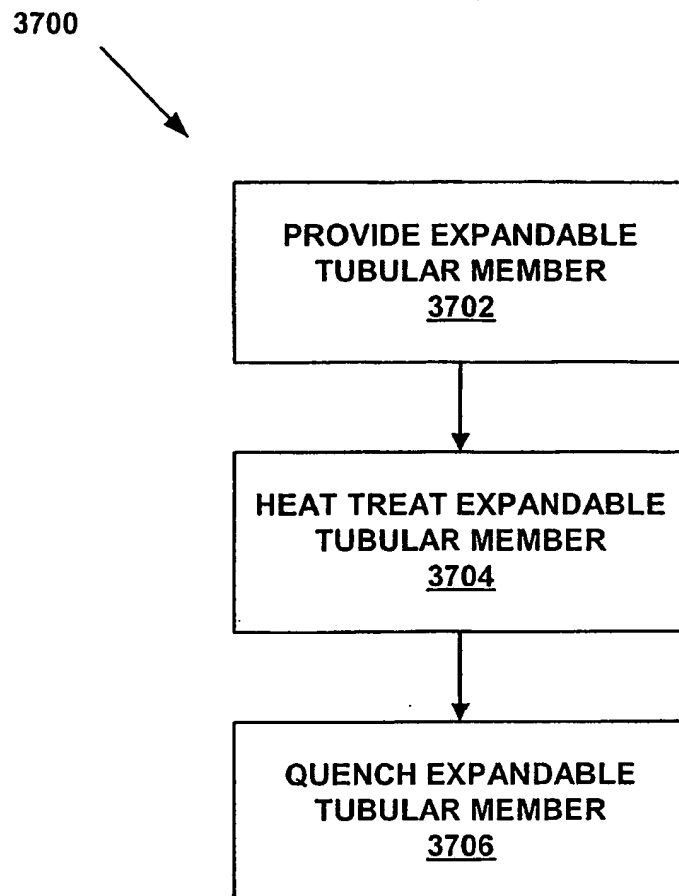 3700
PROVIDE EXPANDABLE
TUBULAR MEMBER
3702
HEAT TREAT EXPANDABLE
TUBULAR MEMBER
3704
QUENCH EXPANDABLE
TUBULAR MEMBER
3706